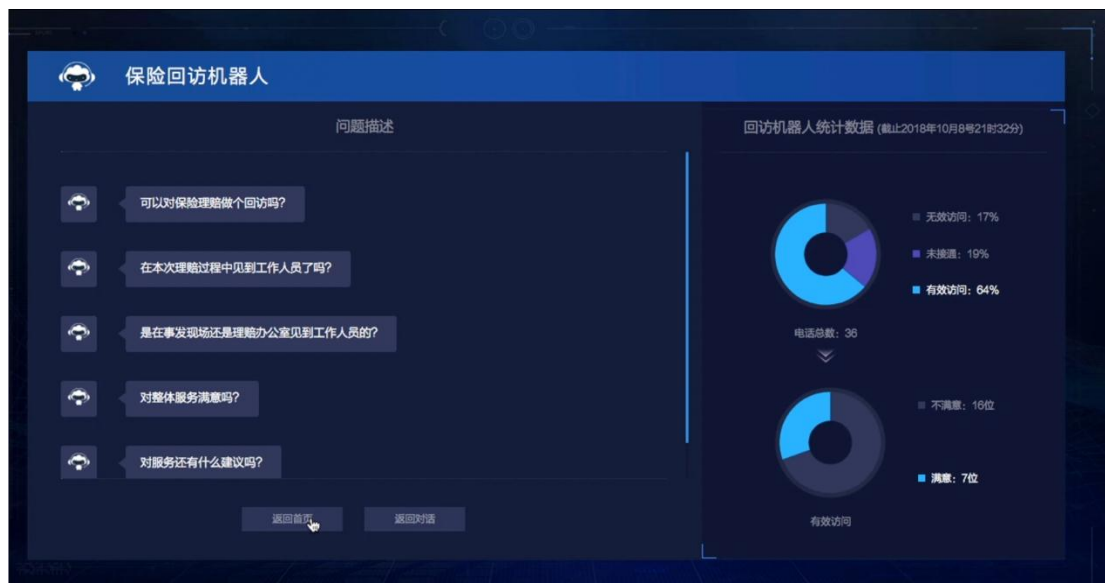 保险回访机器人
问题描述
可以对保险理赔做个回访吗?
在本次理赔过程中见到工作人员了吗?
是在事发现场还是理赔办公室见到工作人员的?
对整体服务满意吗?
对服务还有什么建议吗?
返回首页
返回对话
回访机器人统计数据 (截止2018年10月8号21时32分)
无效访问: 17%
未接通: 19%
有效访问: 64%
电话总数: 36
不满意: 16位
满意: 7位
有效访问